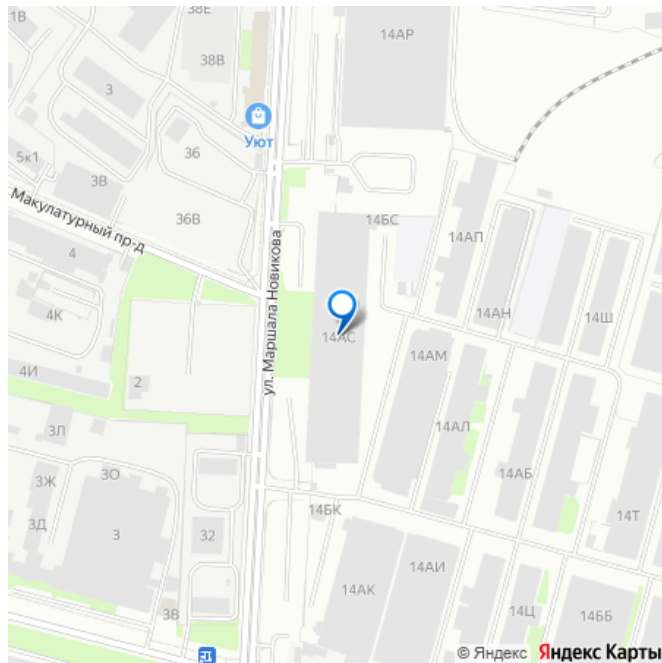 38Е
14АР
38В
3
Уют
36
5к1
3В
36В
Макулатурный пр-д
14БС
14АП
ул. Маршала Новикова
4
4К
14АН
14Ш
14АС
14АМ
4И
2
3Л
14АЛ
3О
14АБ
3Ж
3Д
3
32
14БК
14Т
14АИ
14АК
3В
14Ц
14ББ
© Яндекс Яндекс Карты